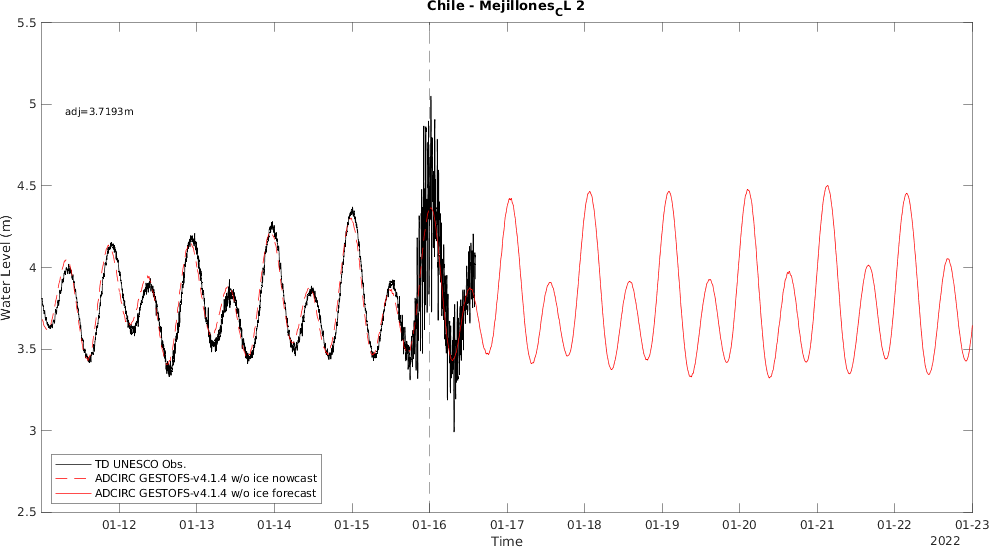 Chile - Mejillones_CL 2
5.5
5
4.5
4
3.5
3
2.5
Water Level (m)
adj=3.7193m
TD UNESCO Obs.
ADCIRC GESTOFS-v4.1.4 w/o ice nowcast
ADCIRC GESTOFS-v4.1.4 w/o ice forecast
01-12 01-13 01-14 01-15 01-16 01-17 01-18 01-19 01-20 01-21 01-22 01-23
Time
2022